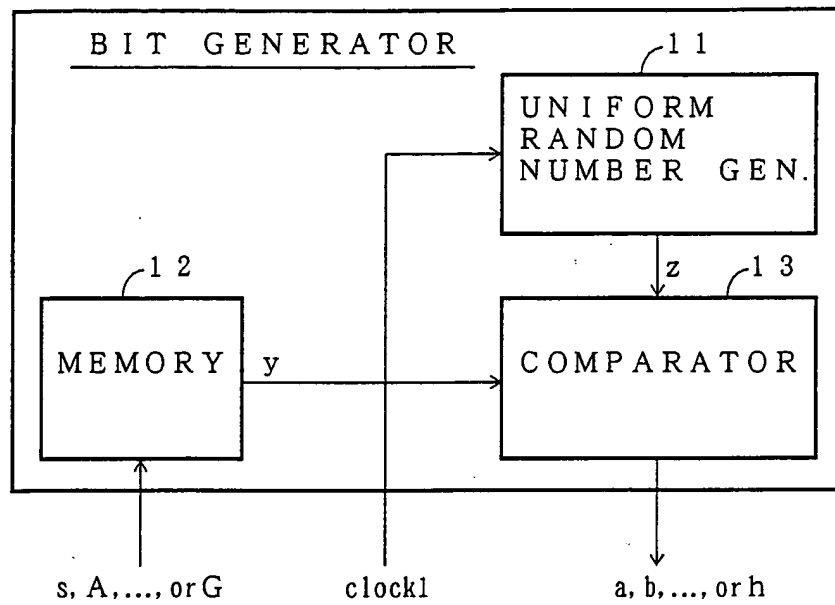 BIT GENERATOR
11
UNIFORM
RANDOM
NUMBER GEN.
12
z
13
MEMORY
y
COMPARATOR
s, A,..., or G
clock1
a, b,..., or h